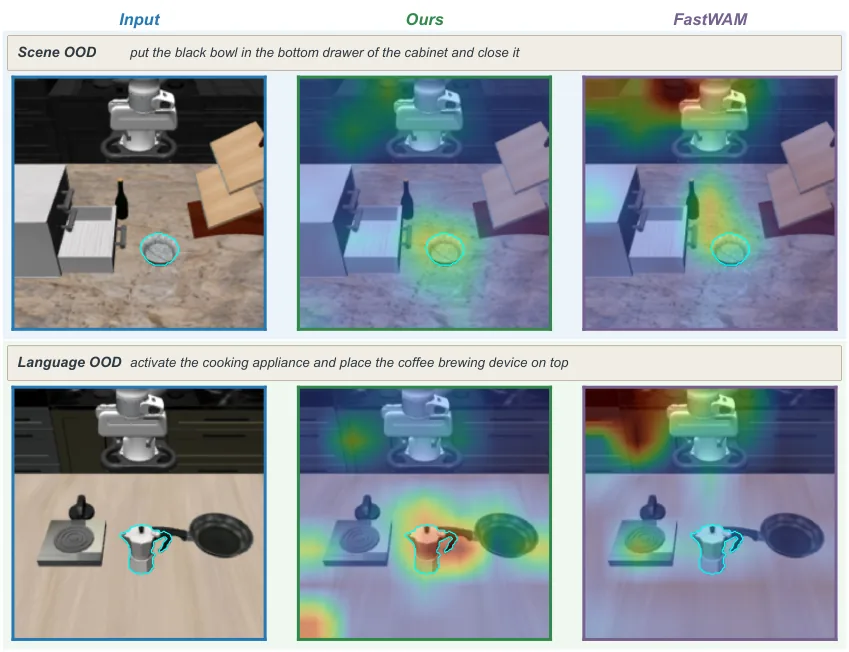 Input Ours FastWAM
Scene OOD put the black bowl in the bottom drawer of the cabinet and close it
Language OOD activate the cooking appliance and place the coffee brewing device on top